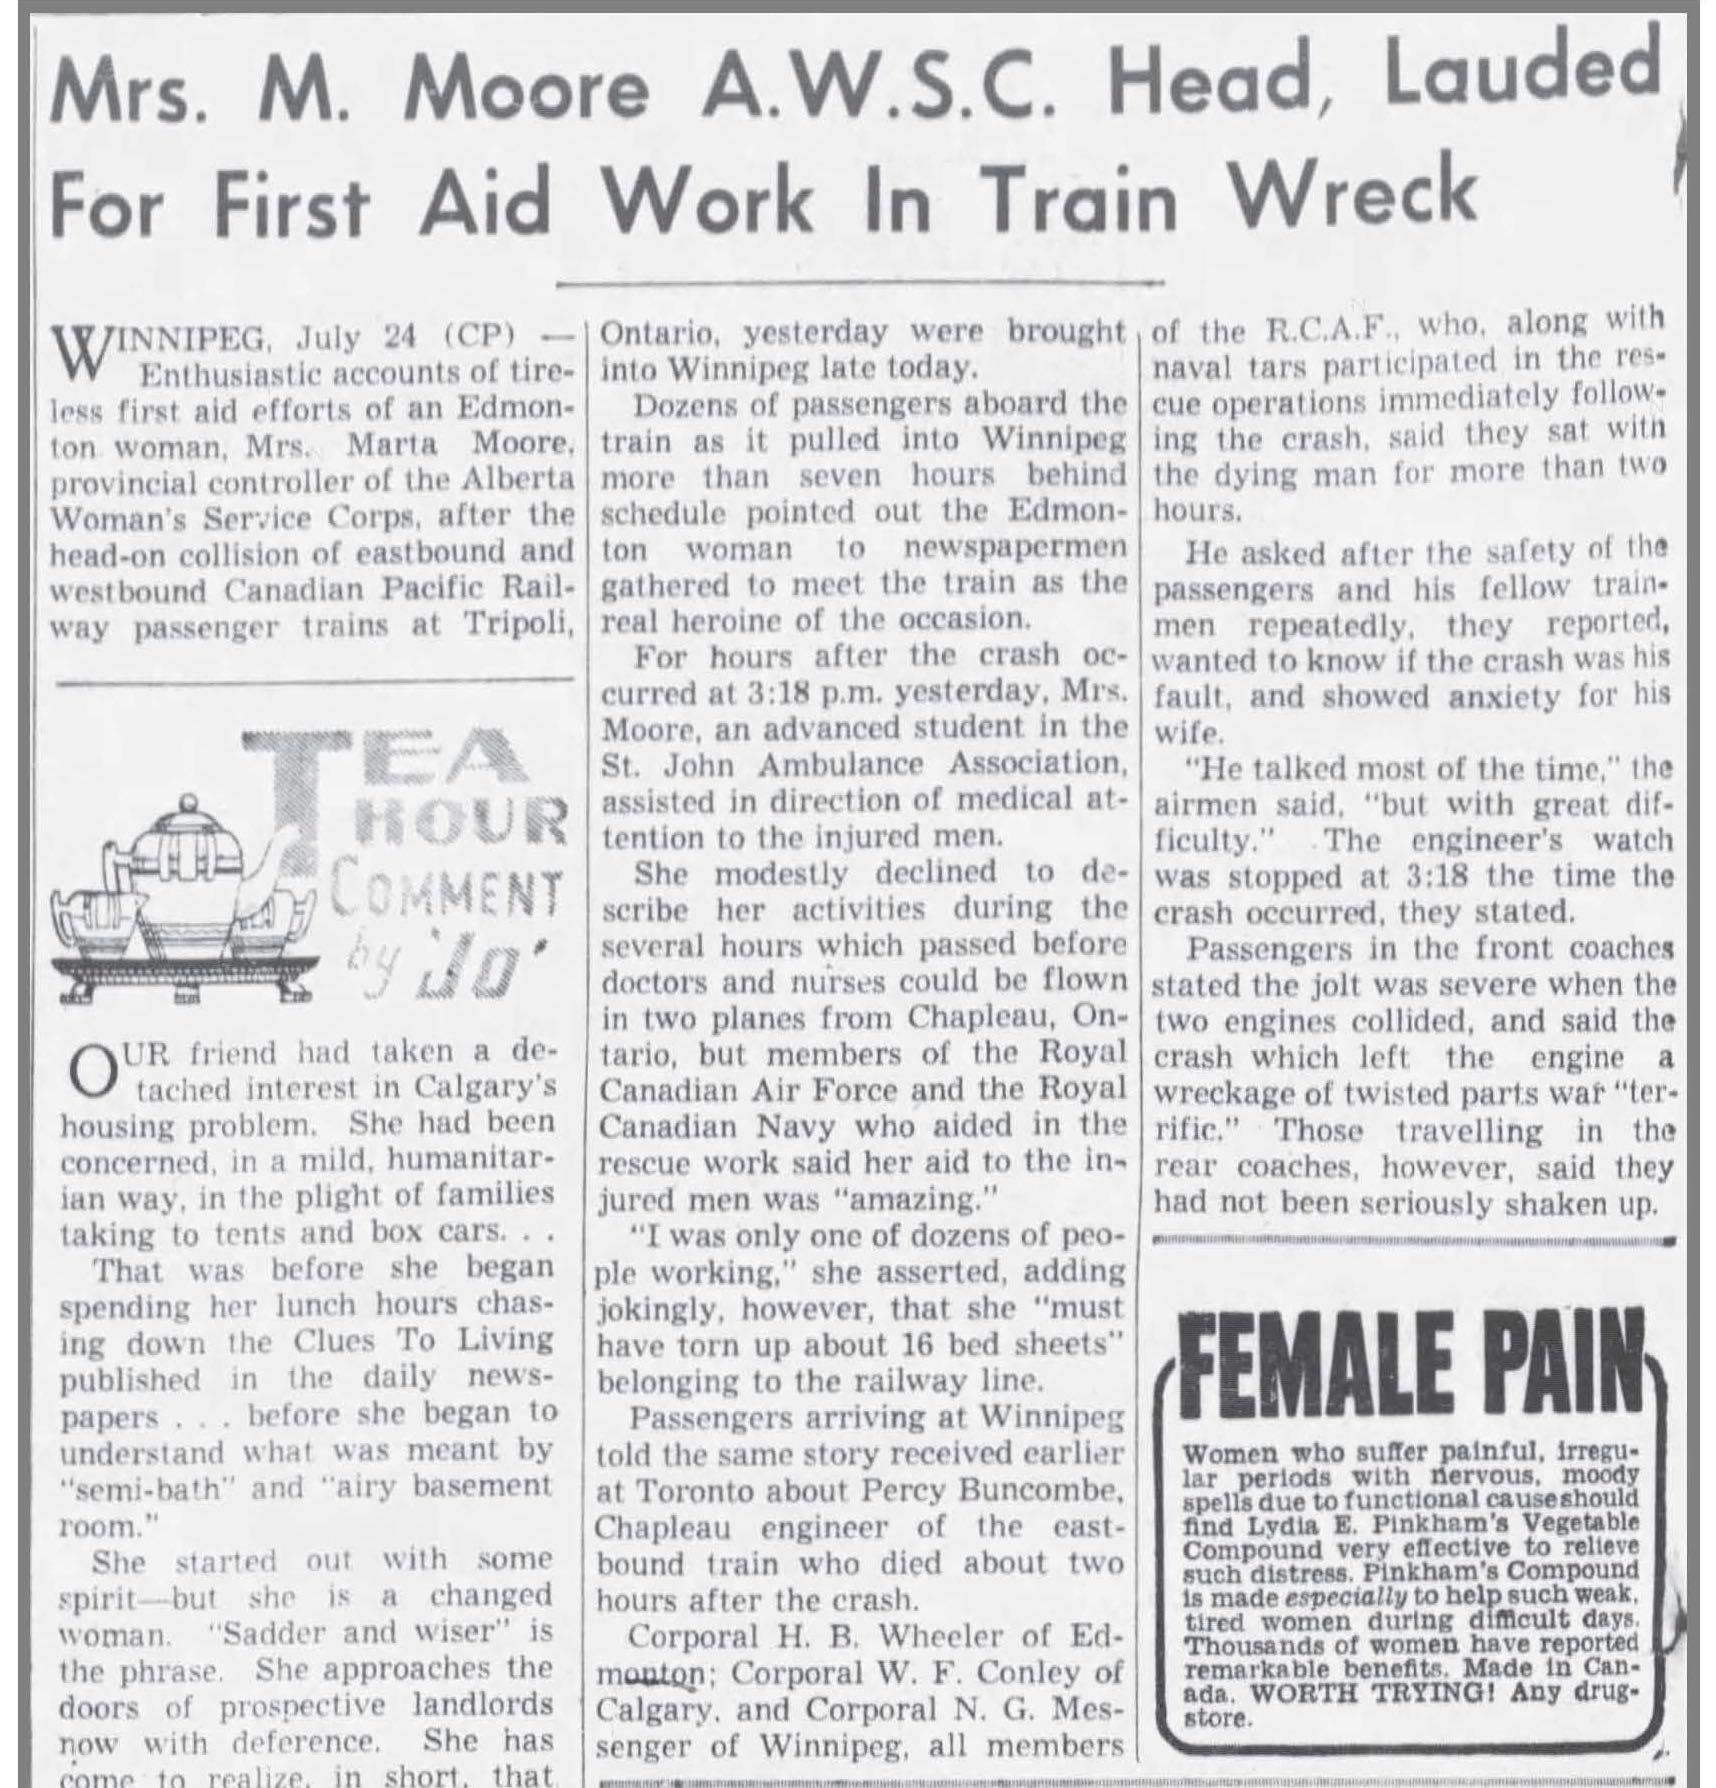 Mrs. M. Moore A.W.S.C. Head, Lauded
For First Aid Work In Train Wreck
WINNIPEG, July 24 (CP) —
Enthusiastic accounts of tire-
less first aid efforts of an Edmon-
ton woman, Mrs. Marta Moore,
provincial controller of the Alberta
Woman's Service Corps, after the
head-on collision of eastbound and
westbound Canadian Pacific Rail-
way passenger trains at Tripoli,
Ontario, yesterday were brought
into Winnipeg late today.
Dozens of passengers aboard the
train as it pulled into Winnipeg
more than seven hours behind
schedule pointed out the Edmon-
ton woman to newspapermen
gathered to meet the train as the
real heroine of the occasion.
For hours after the crash oc-
curred at 3:18 p.m. yesterday, Mrs.
Moore, an advanced student in the
St. John Ambulance Association,
assisted in direction of medical at-
tention to the injured men.
She modestly declined to de-
scribe her activities during the
several hours which passed before
doctors and nurses could be flown
in two planes from Chapleau, On-
tario, but members of the Royal
Canadian Air Force and the Royal
Canadian Navy who aided in the
rescue work said her aid to the in-
jured men was "amazing."
"I was only one of dozens of peo-
ple working," she asserted, adding
jokingly, however, that she "must
have torn up about 16 bed sheets"
belonging to the railway line.
Passengers arriving at Winnipeg
told the same story received earlier
at Toronto about Percy Buncombe,
Chapleau engineer of the east-
bound train who died about two
hours after the crash.
Corporal H. B. Wheeler of Ed-
monton; Corporal W. F. Conley of
Calgary, and Corporal N. G. Mes-
senger of Winnipeg, all members
of the R.C.A.F., who, along with
naval tars participated in the res-
cue operations immediately follow-
ing the crash, said they sat with
the dying man for more than two
hours.
He asked after the safety of the
passengers and his fellow train-
men repeatedly, they reported,
wanted to know if the crash was his
fault, and showed anxiety for his
wife.
"He talked most of the time," the
airmen said, "but with great dif-
ficulty." The engineer's watch
was stopped at 3:18 the time the
crash occurred, they stated.
Passengers in the front coaches
stated the jolt was severe when the
two engines collided, and said the
crash which left the engine a
wreckage of twisted parts was "ter-
rific." Those travelling in the
rear coaches, however, said they
had not been seriously shaken up.
TEA
HOUR
COMMENT
by 'Jo'
OUR friend had taken a de-
tached interest in Calgary's
housing problem. She had been
concerned, in a mild, humanitar-
ian way, in the plight of families
taking to tents and box cars. . .
That was before she began
spending her lunch hours chas-
ing down the Clues To Living
published in the daily news-
papers . . . before she began to
understand what was meant by
"semi-bath" and "airy basement
room."
She started out with some
spirit—but she is a changed
woman. "Sadder and wiser" is
the phrase. She approaches the
doors of prospective landlords
now with deference. She has
come to realize, in short, that
FEMALE PAIN
Women who suffer painful, irregu-
lar periods with nervous, moody
spells due to functional cause should
find Lydia E. Pinkham's Vegetable
Compound very effective to relieve
such distress. Pinkham's Compound
is made especially to help such weak,
tired women during difficult days.
Thousands of women have reported
remarkable benefits. Made in Can-
ada. WORTH TRYING! Any drug-
store.